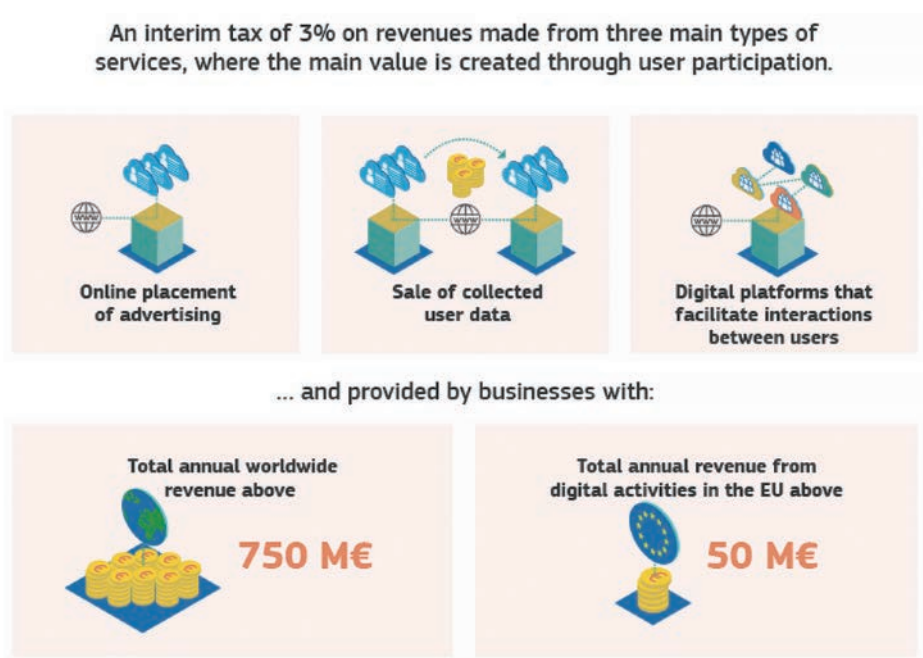 An interim tax of 3% on revenues made from three main types of
services, where the main value is created through user participation.
www
www
www
Online placement
of advertising
Sale of collected
user data
Digital platforms that
facilitate interactions
between users
... and provided by businesses with:
Total annual worldwide
revenue above
750 M€
Total annual revenue from
digital activities in the EU above
50 M€